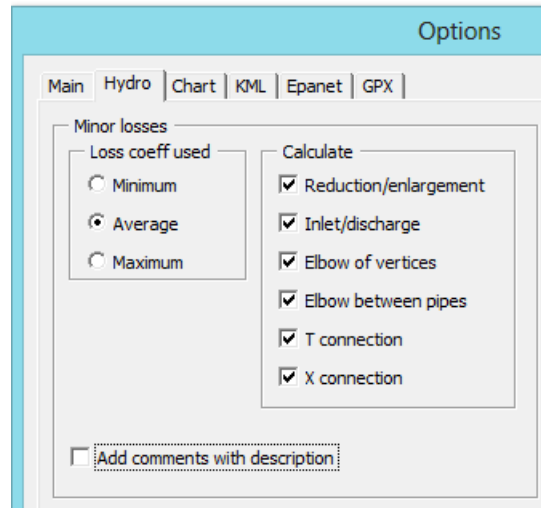 Options
Main Hydro Chart KML Epanet GPX
Minor losses
Loss coeff used
Minimum
Average
Maximum
Calculate
Reduction/enlargement
Inlet/discharge
Elbow of vertices
Elbow between pipes
T connection
X connection
Add comments with description